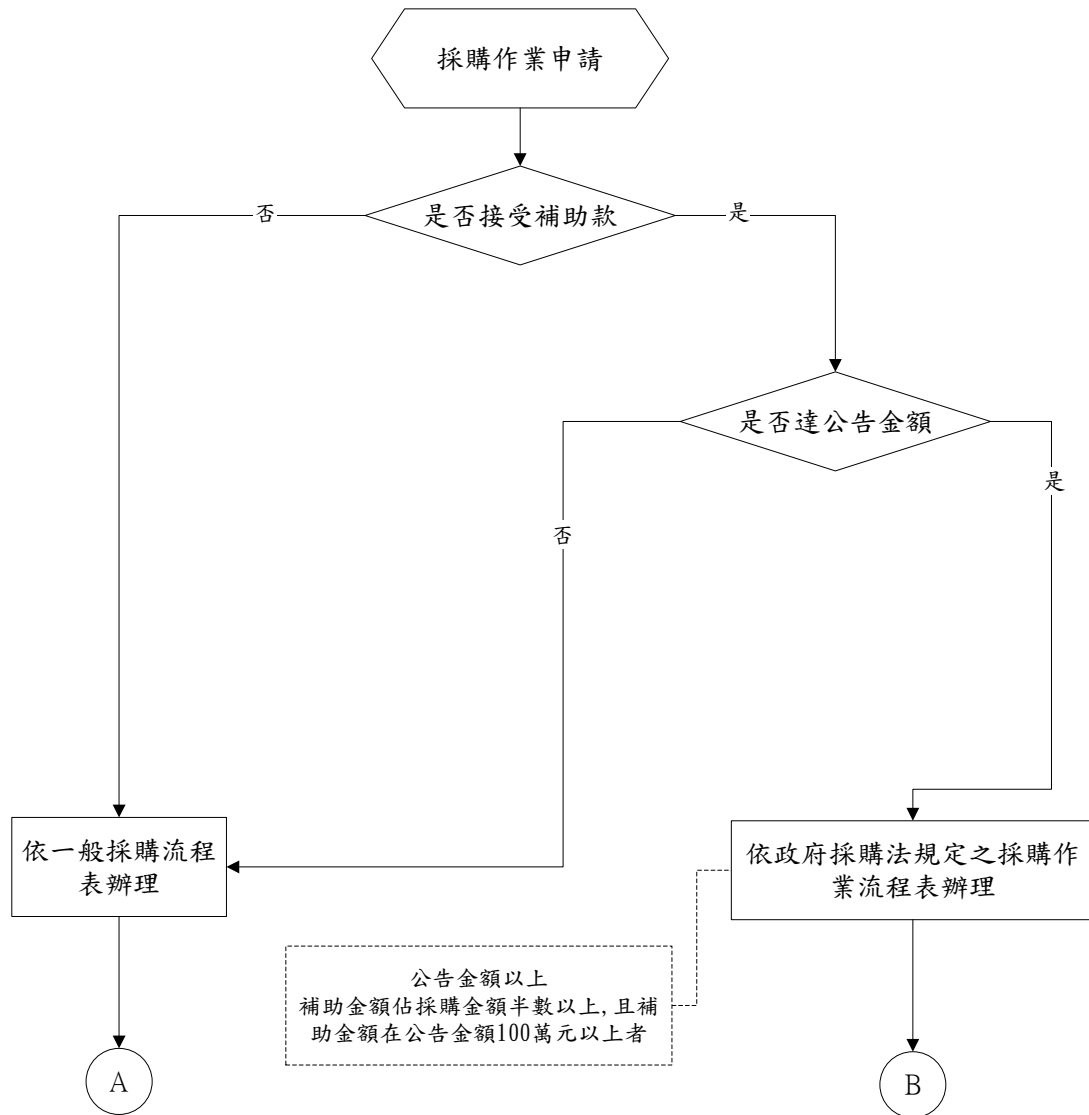 採購作業申請
是否接受補助款
否
是
是否達公告金額
是
否
依一般採購流程
表辦理
依政府採購法規定之採購作
業流程表辦理
公告金額以上
補助金額佔採購金額半數以上,且補
助金額在公告金額100萬元以上者
A
B